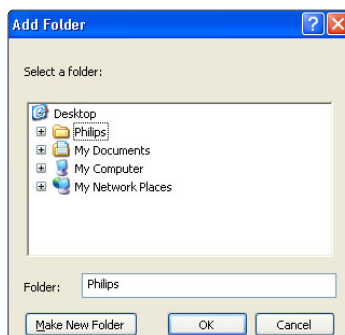 Add Folder
Select a folder:
Desktop
Philips
My Documents
My Computer
My Network Places
Folder: Philips
Make New Folder OK Cancel